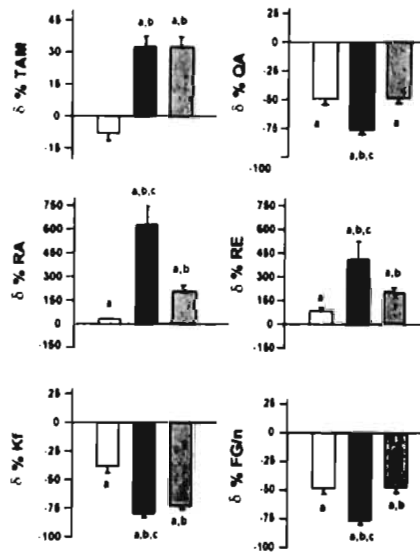 δ % TAM
45
30
15
0
-15
a,b
a,b
δ % QA
25
0
-25
-50
-75
-100
a
a,b,c
a
δ % RA
750
600
450
300
150
0
-150
a
a,b,c
a,b
δ % RE
750
600
450
300
150
0
-150
a
a,b,c
a,b
δ % Kf
25
0
-25
-50
-75
-100
a
a,b,c
a,b
δ % FG/n
25
0
-25
-50
-75
-100
a
a,b,c
a,b